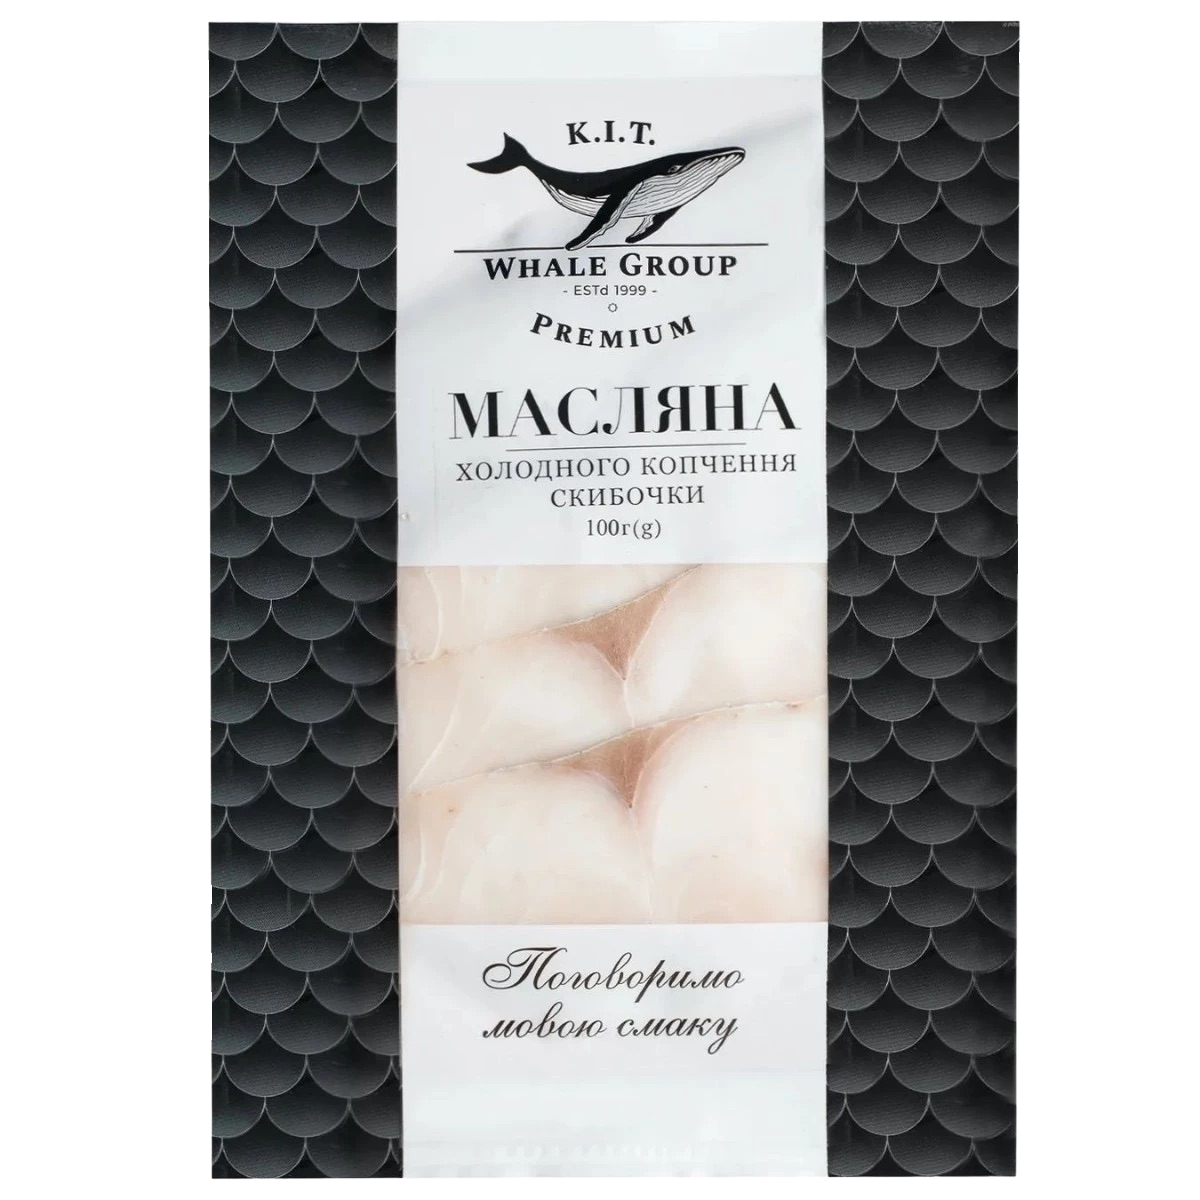 K.I.T.
WHALE GROUP
- ESTd 1999 -
PREMIUM
МАСЛЯНА
ХОЛОДНОГО КОПЧЕННЯ
СКИБОЧКИ
100г(g)
Поговоримо
мовою смаку